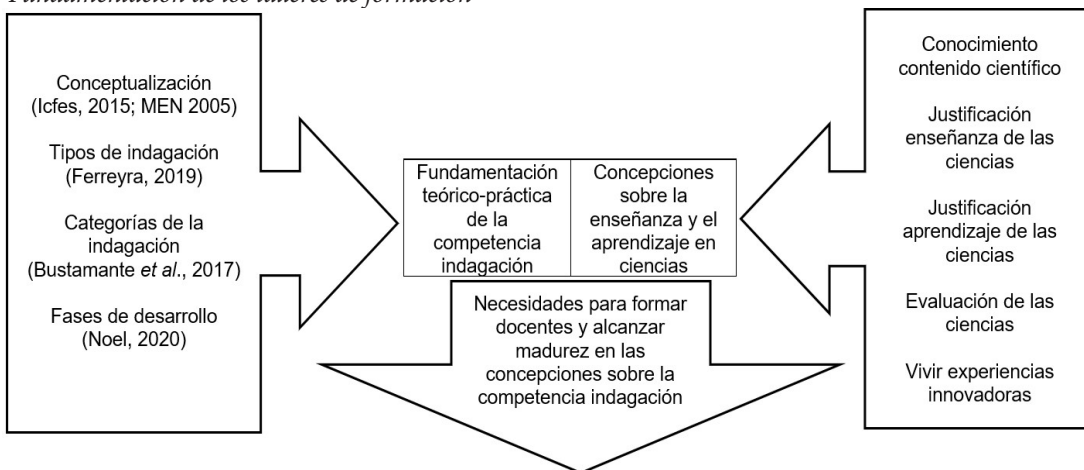 Fundamentación de los talleres de formación
Conceptualización
(Icfes, 2015; MEN 2005)
Tipos de indagación
(Ferreyra, 2019)
Categorías de la
indagación
(Bustamante et al., 2017)
Fases de desarrollo
(Noel, 2020)
Fundamentación
teórico-práctica
de la
competencia
indagación
Concepciones
sobre la
enseñanza y el
aprendizaje en
ciencias
Necesidades para formar
docentes y alcanzar
madurez en las
concepciones sobre la
competencia indagación
Conocimiento
contenido científico
Justificación
enseñanza de las
ciencias
Justificación
aprendizaje de las
ciencias
Evaluación de las
ciencias
Vivir experiencias
innovadoras